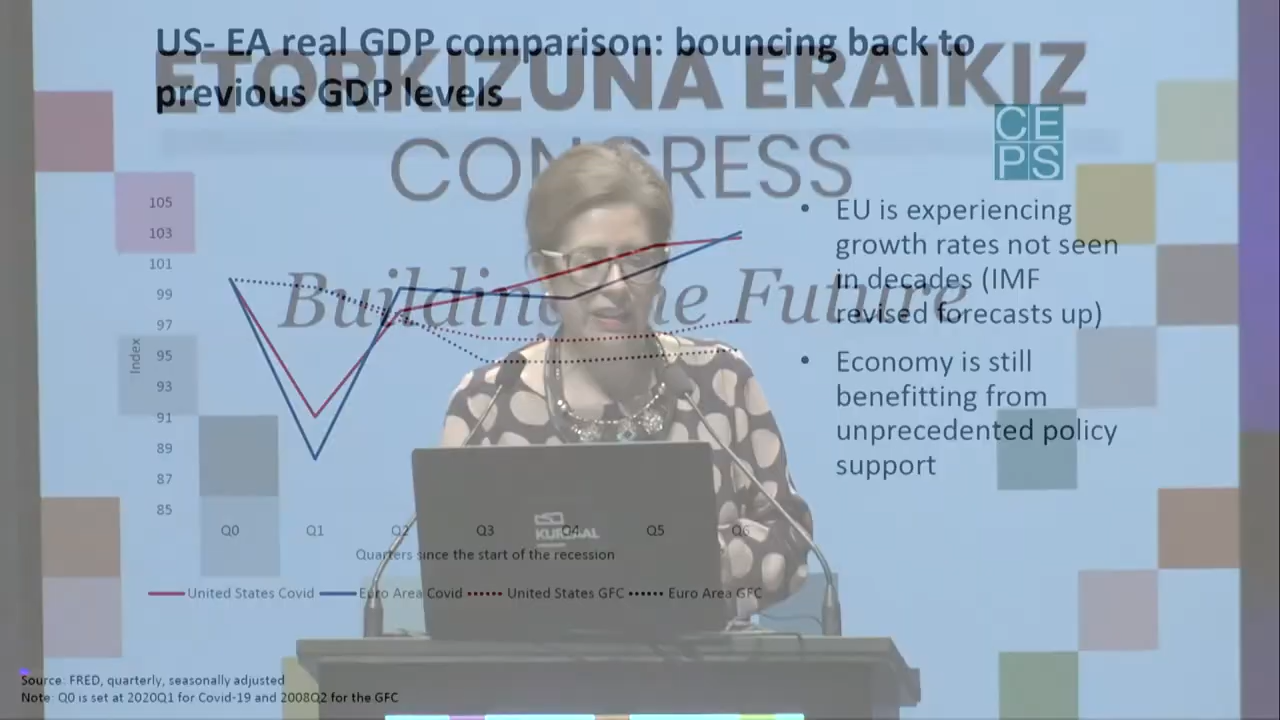 US- EA real GDP comparison: bouncing back to
previous GDP levels
ETORKIZUNA ERAIKIZ
CONGRESS
Building the Future
CE
PS
105
103
101
99
97
95
93
91
89
87
85
Index
Q0 Q1 Q2 Q3 Q4 Q5 Q6
Quarters since the start of the recession
United States Covid Euro Area Covid United States GFC Euro Area GFC
• EU is experiencing
growth rates not seen
in decades (IMF
revised forecasts up)
• Economy is still
benefitting from
unprecedented policy
support
KURSAAL
Source: FRED, quarterly, seasonally adjusted
Note: Q0 is set at 2020Q1 for Covid-19 and 2008Q2 for the GFC